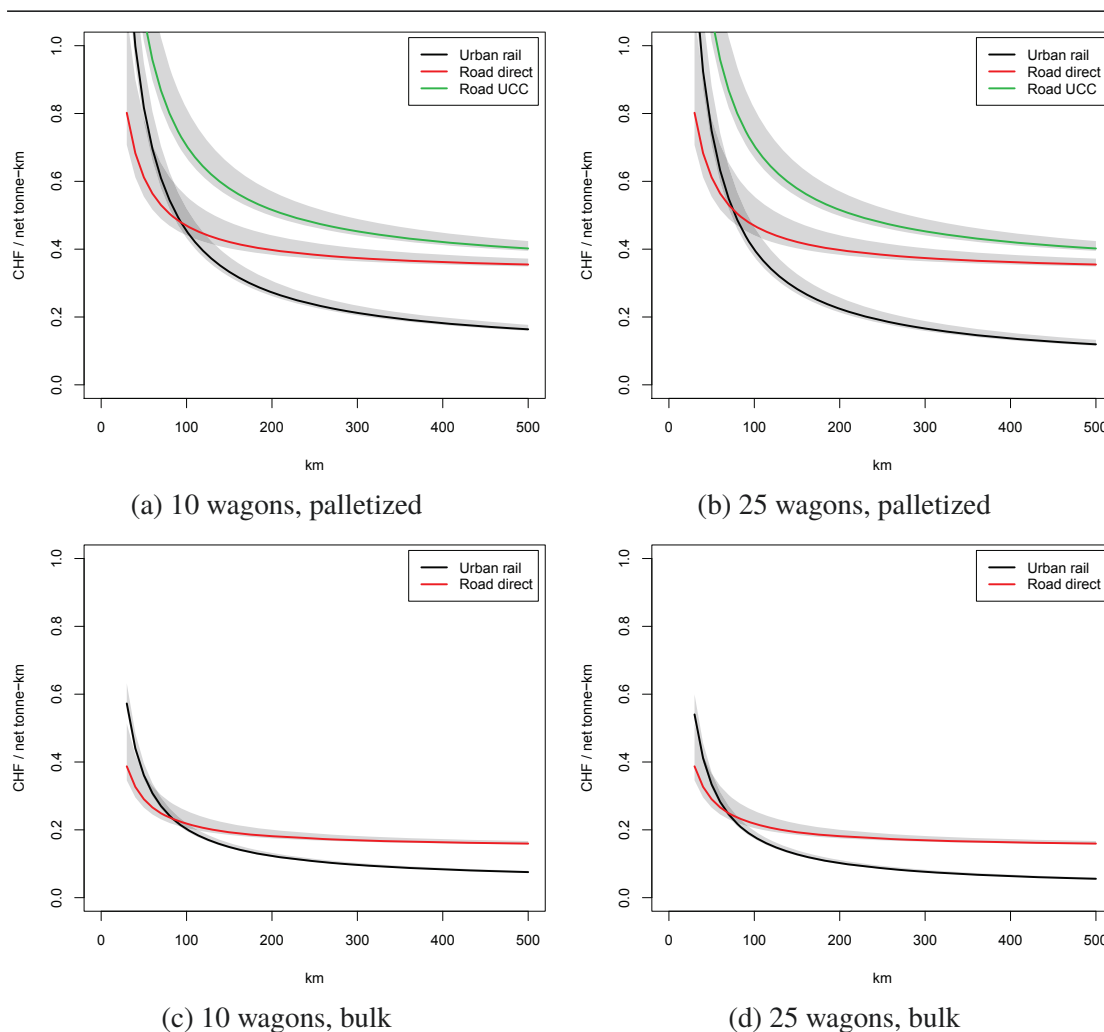 Urban rail
Road direct
Road UCC
1.0
0.8
0.6
0.4
0.2
0.0
CHF / net tonne−km
0 100 200 300 400 500
km
(a) 10 wagons, palletized
Urban rail
Road direct
Road UCC
1.0
0.8
0.6
0.4
0.2
0.0
CHF / net tonne−km
0 100 200 300 400 500
km
(b) 25 wagons, palletized
Urban rail
Road direct
1.0
0.8
0.6
0.4
0.2
0.0
CHF / net tonne−km
0 100 200 300 400 500
km
(c) 10 wagons, bulk
Urban rail
Road direct
1.0
0.8
0.6
0.4
0.2
0.0
CHF / net tonne−km
0 100 200 300 400 500
km
(d) 25 wagons, bulk